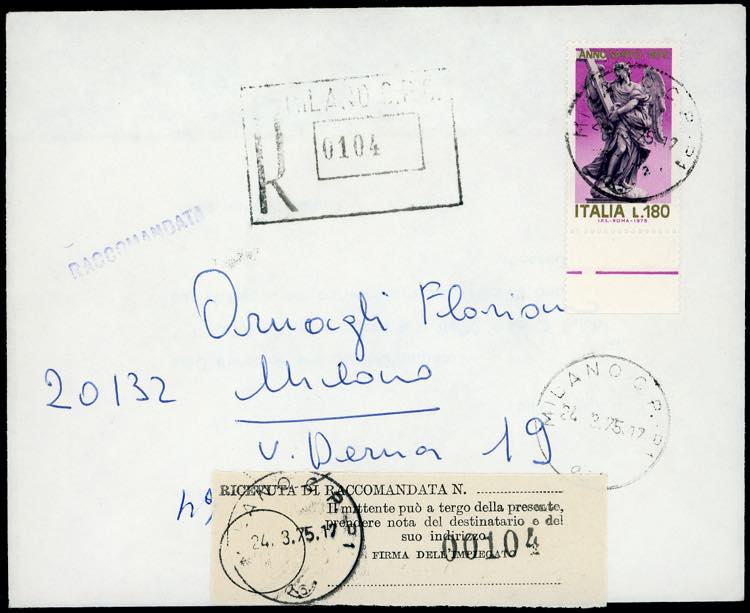 ANNO SANTO 1975
ITALIA L.180
I.P.S.-ROMA-1975
MILANO C.P.
R
0104
RACCOMANDATA
20132 Milano
v. Derna 19
MILANO C.P.-P1
24. 3.75.17
RICEVUTA DI RACCOMANDATA N.
Il mittente può a tergo della presente,
prendere nota del destinatario e del
suo indirizzo.
FIRMA DELL'IMPIEGATO
00104
24. 3.75.17